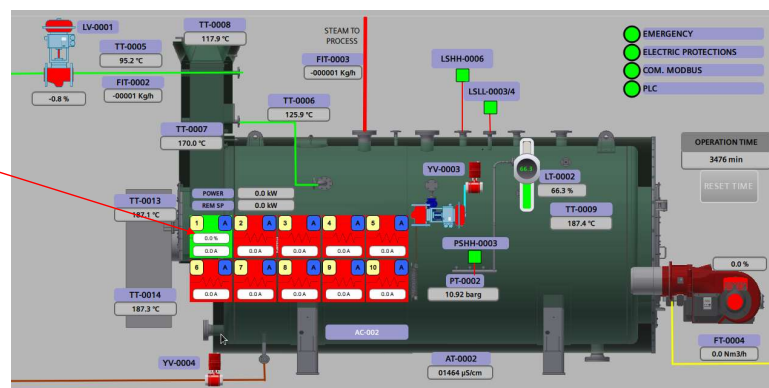 LV-0001
-0.8 %
TT-0005
95.2 °C
FIT-0002
-00001 Kg/h
TT-0008
117.9 °C
STEAM TO
PROCESS
FIT-0003
-000001 Kg/h
LSHH-0006
LSLL-0003/4
EMERGENCY
ELECTRIC PROTECTIONS
COM. MODBUS
PLC
TT-0006
125.9 °C
TT-0007
170.0 °C
OPERATION TIME
3476 min
RESET TIME
YV-0003
66.3
LT-0002
66.3 %
TT-0009
187.4 °C
TT-0013
187.1 °C
POWER 0.0 kW
REM SP 0.0 kW
1 A 2 A 3 A 4 A 5 A
0.0 %
0.0 A 0.0 A 0.0 A 0.0 A 0.0 A
6 A 7 A 8 A 9 A 10 A
0.0 A 0.0 A 0.0 A 0.0 A 0.0 A
PSHH-0003
PT-0002
10.92 barg
0.0 %
TT-0014
187.3 °C
AC-002
FT-0004
0.0 Nm3/h
YV-0004
AT-0002
01464 µS/cm